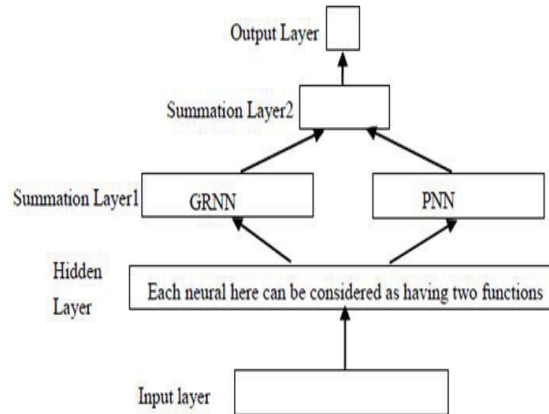 Output Layer
Summation Layer2
Summation Layer1
GRNN
PNN
Hidden
Layer
Each neural here can be considered as having two functions
Input layer